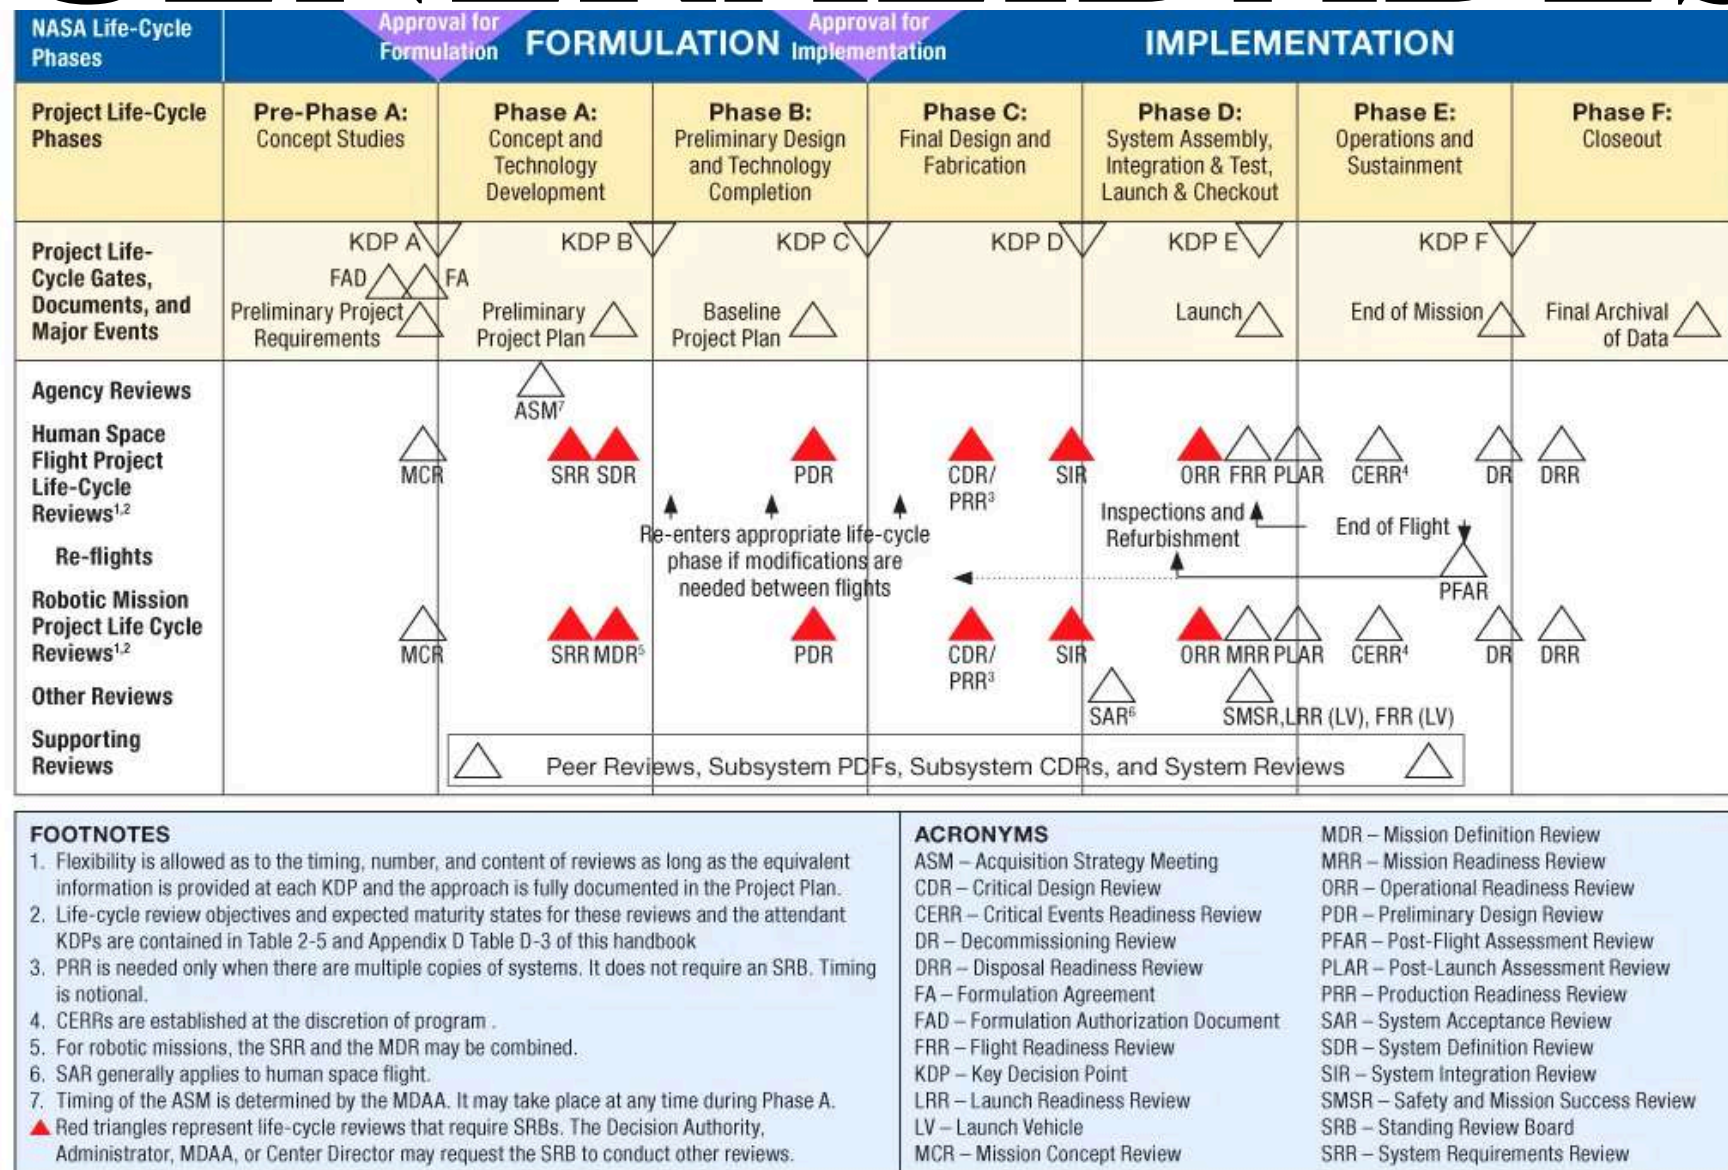 NASA Life-Cycle
Phases
Approval for
Formulation
FORMULATION
Approval for
Implementation
IMPLEMENTATION
Project Life-Cycle
Phases
Pre-Phase A:
Concept Studies
Phase A:
Concept and
Technology
Development
Phase B:
Preliminary Design
and Technology
Completion
Phase C:
Final Design and
Fabrication
Phase D:
System Assembly,
Integration & Test,
Launch & Checkout
Phase E:
Operations and
Sustainment
Phase F:
Closeout
Project Life-
Cycle Gates,
Documents, and
Major Events
KDP A
KDP B
KDP C
KDP D
KDP E
KDP F
FAD
FA
Preliminary Project
Requirements
Preliminary
Project Plan
Baseline
Project Plan
Launch
End of Mission
Final Archival
of Data
Agency Reviews
ASM⁷
Human Space
Flight Project
Life-Cycle
Reviews¹,²
MCR
SRR SDR
PDR
CDR/
PRR³
SIR
ORR FRR PLAR
CERR⁴
DR
DRR
Re-flights
Re-enters appropriate life-cycle
phase if modifications are
needed between flights
Inspections and
Refurbishment
End of Flight
PFAR
Robotic Mission
Project Life Cycle
Reviews¹,²
MCR
SRR MDR⁵
PDR
CDR/
PRR³
SIR
ORR MRR PLAR
CERR⁴
DR
DRR
Other Reviews
SAR⁶
SMSR,LRR (LV), FRR (LV)
Supporting
Reviews
Peer Reviews, Subsystem PDFs, Subsystem CDRs, and System Reviews
FOOTNOTES
1. Flexibility is allowed as to the timing, number, and content of reviews as long as the equivalent
information is provided at each KDP and the approach is fully documented in the Project Plan.
2. Life-cycle review objectives and expected maturity states for these reviews and the attendant
KDPs are contained in Table 2-5 and Appendix D Table D-3 of this handbook
3. PRR is needed only when there are multiple copies of systems. It does not require an SRB. Timing
is notional.
4. CERRs are established at the discretion of program .
5. For robotic missions, the SRR and the MDR may be combined.
6. SAR generally applies to human space flight.
7. Timing of the ASM is determined by the MDAA. It may take place at any time during Phase A.
Red triangles represent life-cycle reviews that require SRBs. The Decision Authority,
Administrator, MDAA, or Center Director may request the SRB to conduct other reviews.
ACRONYMS
ASM – Acquisition Strategy Meeting
CDR – Critical Design Review
CERR – Critical Events Readiness Review
DR – Decommissioning Review
DRR – Disposal Readiness Review
FA – Formulation Agreement
FAD – Formulation Authorization Document
FRR – Flight Readiness Review
KDP – Key Decision Point
LRR – Launch Readiness Review
LV – Launch Vehicle
MCR – Mission Concept Review
MDR – Mission Definition Review
MRR – Mission Readiness Review
ORR – Operational Readiness Review
PDR – Preliminary Design Review
PFAR – Post-Flight Assessment Review
PLAR – Post-Launch Assessment Review
PRR – Production Readiness Review
SAR – System Acceptance Review
SDR – System Definition Review
SIR – System Integration Review
SMSR – Safety and Mission Success Review
SRB – Standing Review Board
SRR – System Requirements Review